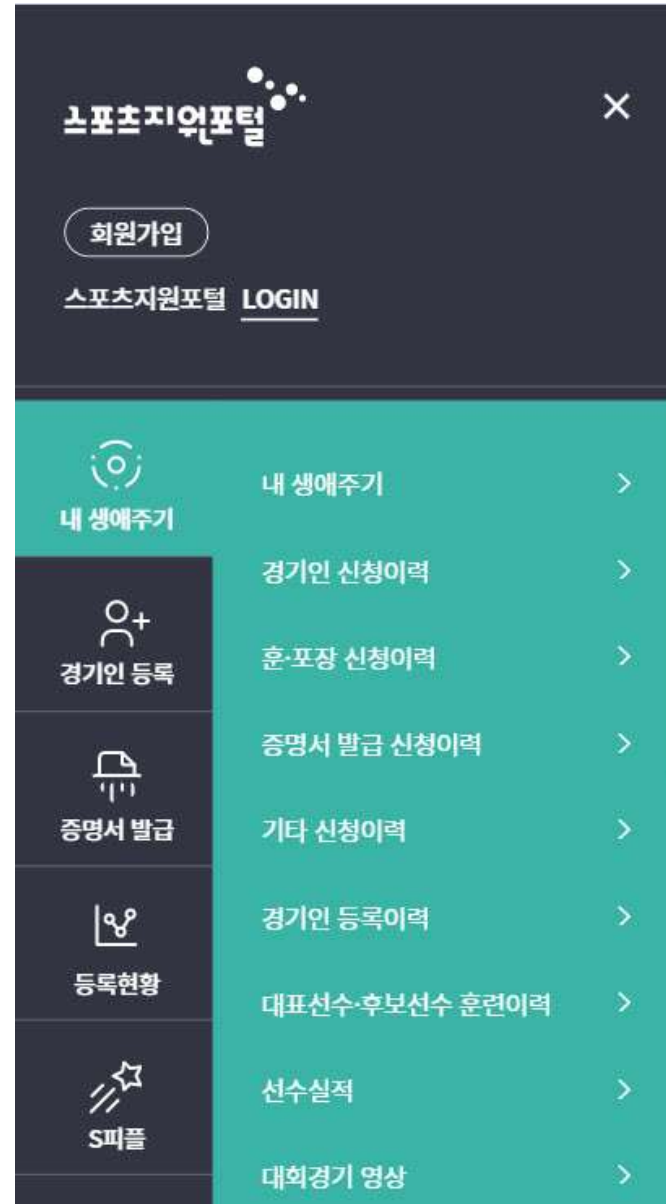 스포츠지원포털
회원가입
스포츠지원포털 LOGIN
내 생애주기
경기인 등록
증명서 발급
등록현황
S피플
내 생애주기
경기인 신청이력
훈·포장 신청이력
증명서 발급 신청이력
기타 신청이력
경기인 등록이력
대표선수·후보선수 훈련이력
선수실적
대회경기 영상